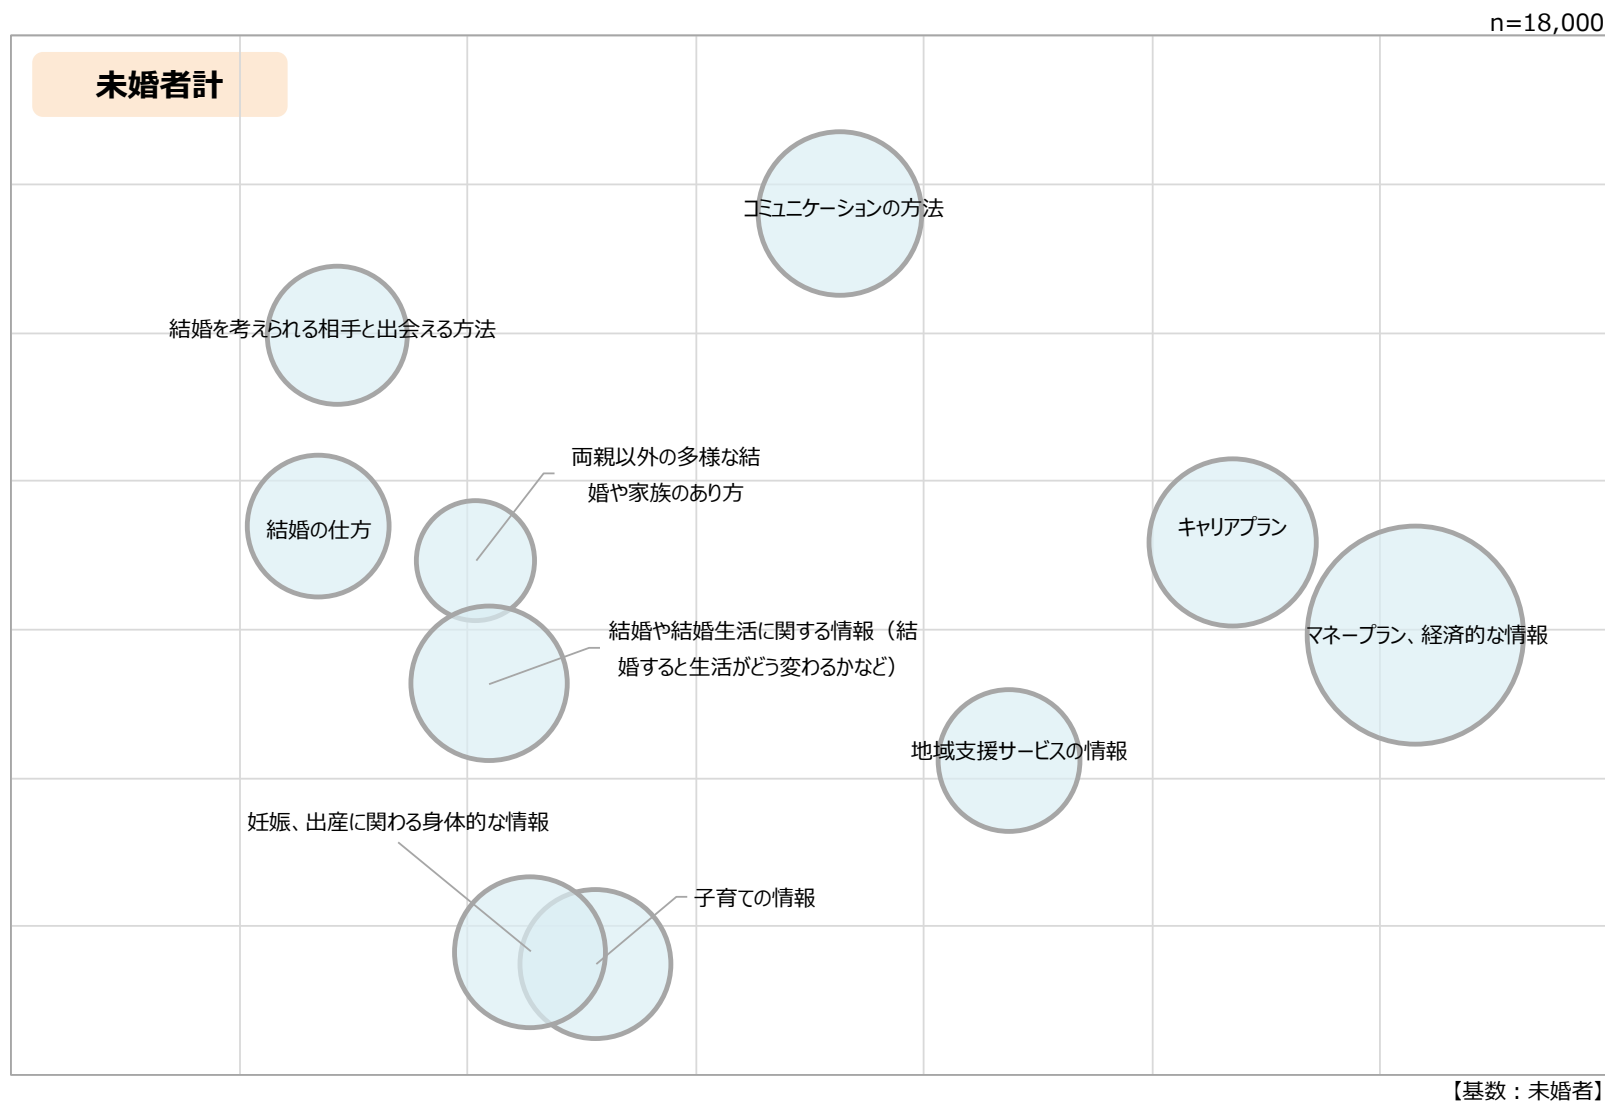 n=18,000
未婚者計
コミュニケーションの方法
結婚を考えられる相手と出会える方法
両親以外の多様な結
婚や家族のあり方
結婚の仕方
キャリアプラン
結婚や結婚生活に関する情報（結
婚すると生活がどう変わるかなど）
マネープラン、経済的な情報
地域支援サービスの情報
妊娠、出産に関わる身体的な情報
子育ての情報
【基数：未婚者】